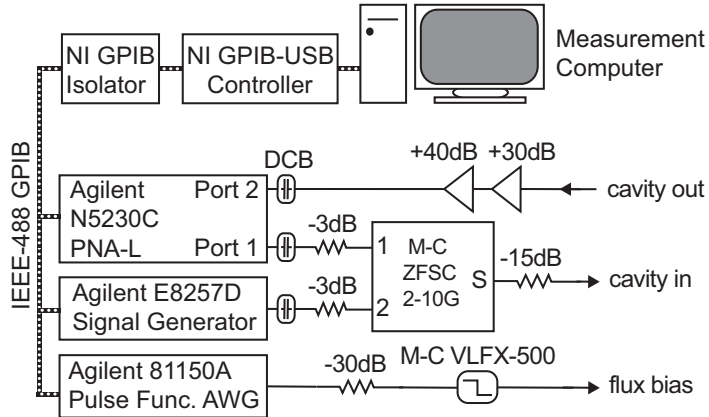 NI GPIB
Isolator
NI GPIB-USB
Controller
Measurement
Computer
IEEE-488 GPIB
Agilent
N5230C
PNA-L
Port 2
Port 1
DCB
+40dB
+30dB
cavity out
-3dB
-3dB
1
2
M-C
ZFSC
2-10G
S
-15dB
cavity in
Agilent E8257D
Signal Generator
Agilent 81150A
Pulse Func. AWG
-30dB
M-C VLFX-500
flux bias